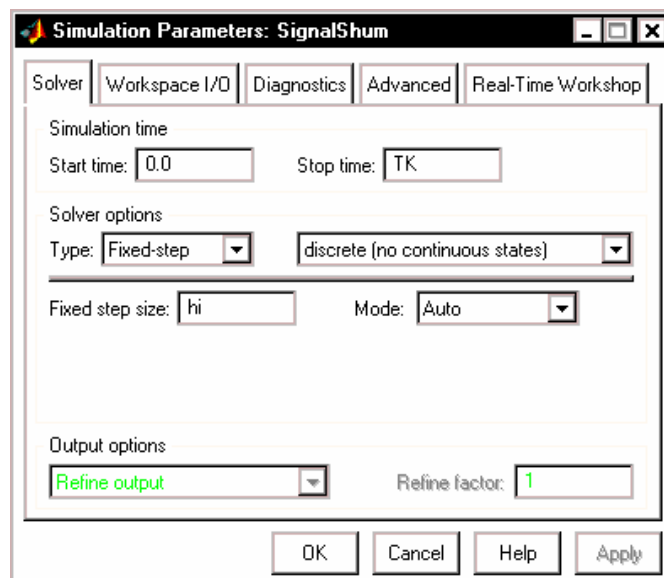 Simulation Parameters: SignalShum
Solver Workspace I/O Diagnostics Advanced Real-Time Workshop
Simulation time
Start time: 0.0 Stop time: TK
Solver options
Type: Fixed-step discrete (no continuous states)
Fixed step size: hi Mode: Auto
Output options
Refine output Refine factor: 1
OK Cancel Help Apply